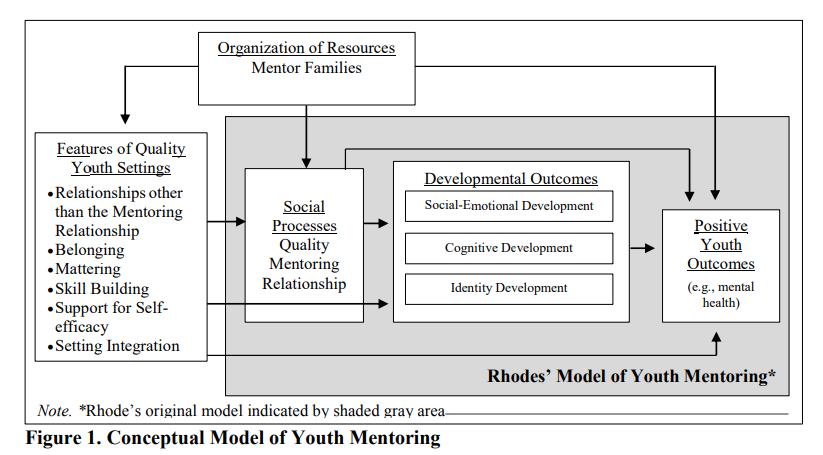 Organization of Resources
Mentor Families
Features of Quality
Youth Settings
•Relationships other
than the Mentoring
Relationship
•Belonging
•Mattering
•Skill Building
•Support for Self-
efficacy
•Setting Integration
Social
Processes
Quality
Mentoring
Relationship
Developmental Outcomes
Social-Emotional Development
Cognitive Development
Identity Development
Positive
Youth
Outcomes
(e.g., mental
health)
Rhodes’ Model of Youth Mentoring*
Note. *Rhode’s original model indicated by shaded gray area
Figure 1. Conceptual Model of Youth Mentoring